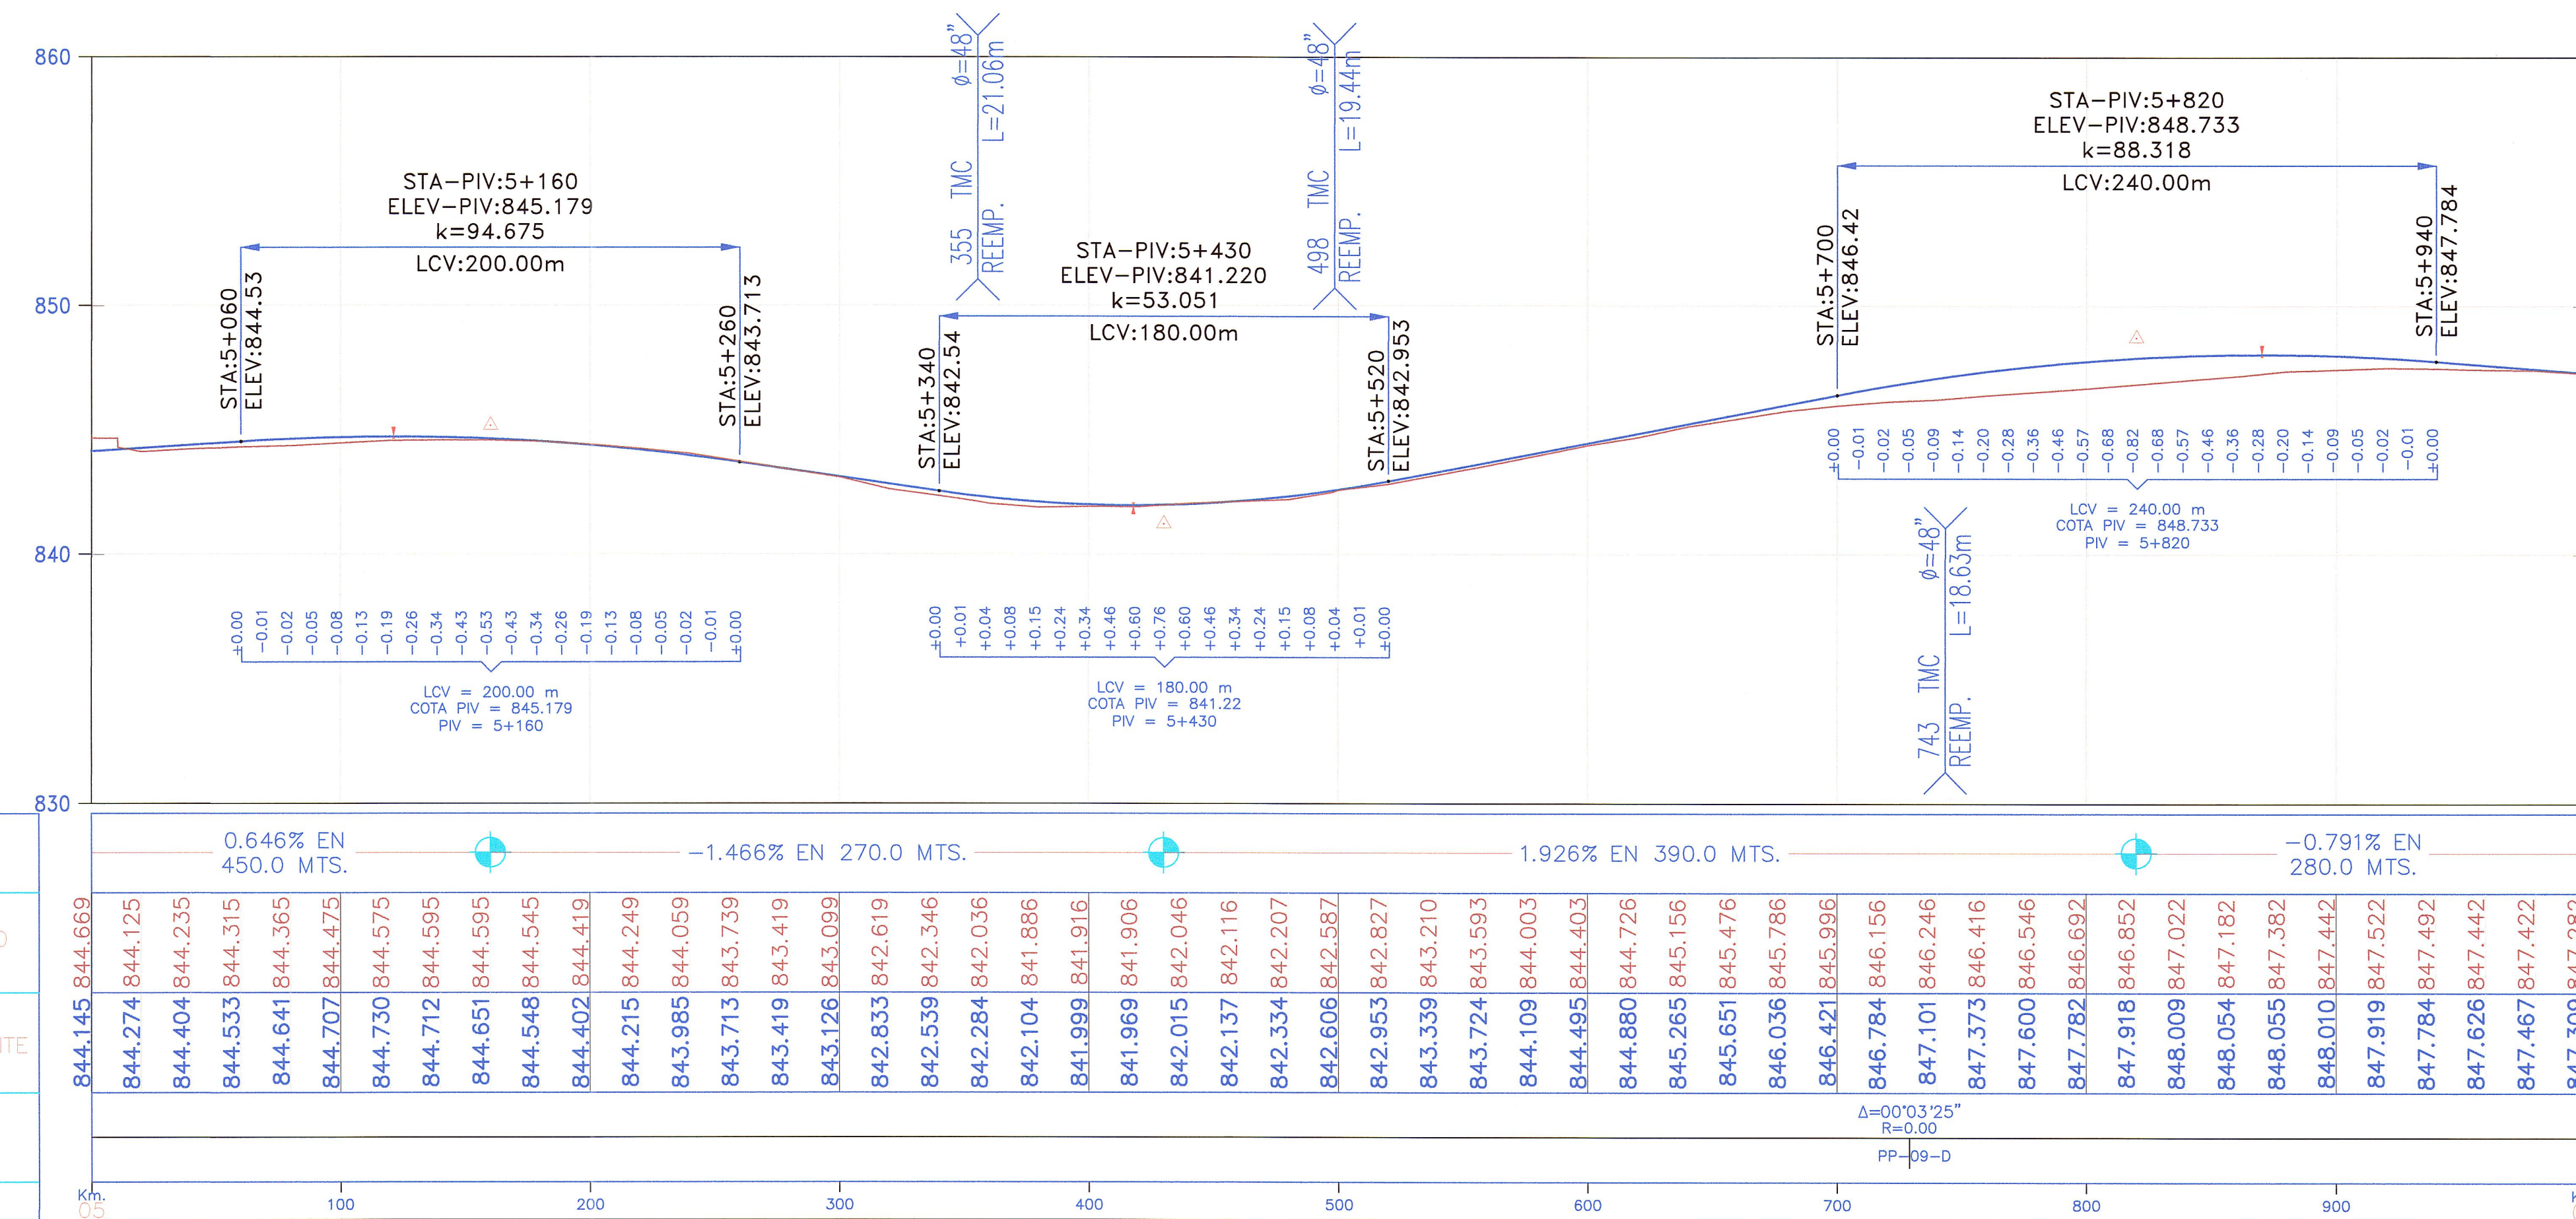 860
850
840
830
STA-PIV:5+160
ELEV-PIV:845.179
k=94.675
LCV:200.00m
STA:5+060
ELEV:844.53
STA:5+260
ELEV:843.713
355 TMC ø=48"
REEMP. L=21.06m
STA-PIV:5+430
ELEV-PIV:841.220
k=53.051
LCV:180.00m
STA:5+340
ELEV:842.54
STA:5+520
ELEV:842.953
498 TMC ø=48"
REEMP. L=19.44m
STA-PIV:5+820
ELEV-PIV:848.733
k=88.318
LCV:240.00m
STA:5+700
ELEV:846.42
STA:5+940
ELEV:847.784
743 TMC ø=48"
REEMP. L=18.63m
±0.00 -0.01 -0.02 -0.05 -0.08 -0.13 -0.19 -0.26 -0.34 -0.43 -0.53 -0.43 -0.34 -0.26 -0.19 -0.13 -0.08 -0.05 -0.02 -0.01 ±0.00
LCV = 200.00 m
COTA PIV = 845.179
PIV = 5+160
±0.00 +0.01 +0.04 +0.08 +0.15 +0.24 +0.34 +0.46 +0.60 +0.76 +0.60 +0.46 +0.34 +0.24 +0.15 +0.08 +0.04 +0.01 ±0.00
LCV = 180.00 m
COTA PIV = 841.22
PIV = 5+430
±0.00 -0.01 -0.02 -0.05 -0.09 -0.14 -0.20 -0.28 -0.36 -0.46 -0.57 -0.68 -0.82 -0.68 -0.57 -0.46 -0.36 -0.28 -0.20 -0.14 -0.09 -0.05 -0.02 -0.01 ±0.00
LCV = 240.00 m
COTA PIV = 848.733
PIV = 5+820
0.646% EN
450.0 MTS.
-1.466% EN 270.0 MTS.
1.926% EN 390.0 MTS.
-0.791% EN
280.0 MTS.
844.669 844.125 844.235 844.315 844.365 844.475 844.575 844.595 844.595 844.545 844.419 844.249 844.059 843.739 843.419 843.099 842.619 842.346 842.036 841.886 841.916 841.906 842.046 842.116 842.207 842.587 842.827 843.210 843.593 844.003 844.403 844.726 845.156 845.476 845.786 845.996 846.156 846.246 846.416 846.546 846.692 846.852 847.022 847.182 847.382 847.442 847.522 847.492 847.442 847.422
844.145 844.274 844.404 844.533 844.641 844.707 844.730 844.712 844.651 844.548 844.402 844.215 843.985 843.713 843.419 843.126 842.833 842.539 842.284 842.104 841.999 841.969 842.015 842.137 842.334 842.606 842.953 843.339 843.724 844.109 844.495 844.880 845.265 845.651 846.036 846.421 846.784 847.101 847.373 847.600 847.782 847.918 848.009 848.054 848.055 848.010 847.919 847.784 847.626 847.467
Δ=00°03'25"
R=0.00
PP-09-D
Km.
05
100 200 300 400 500 600 700 800 900